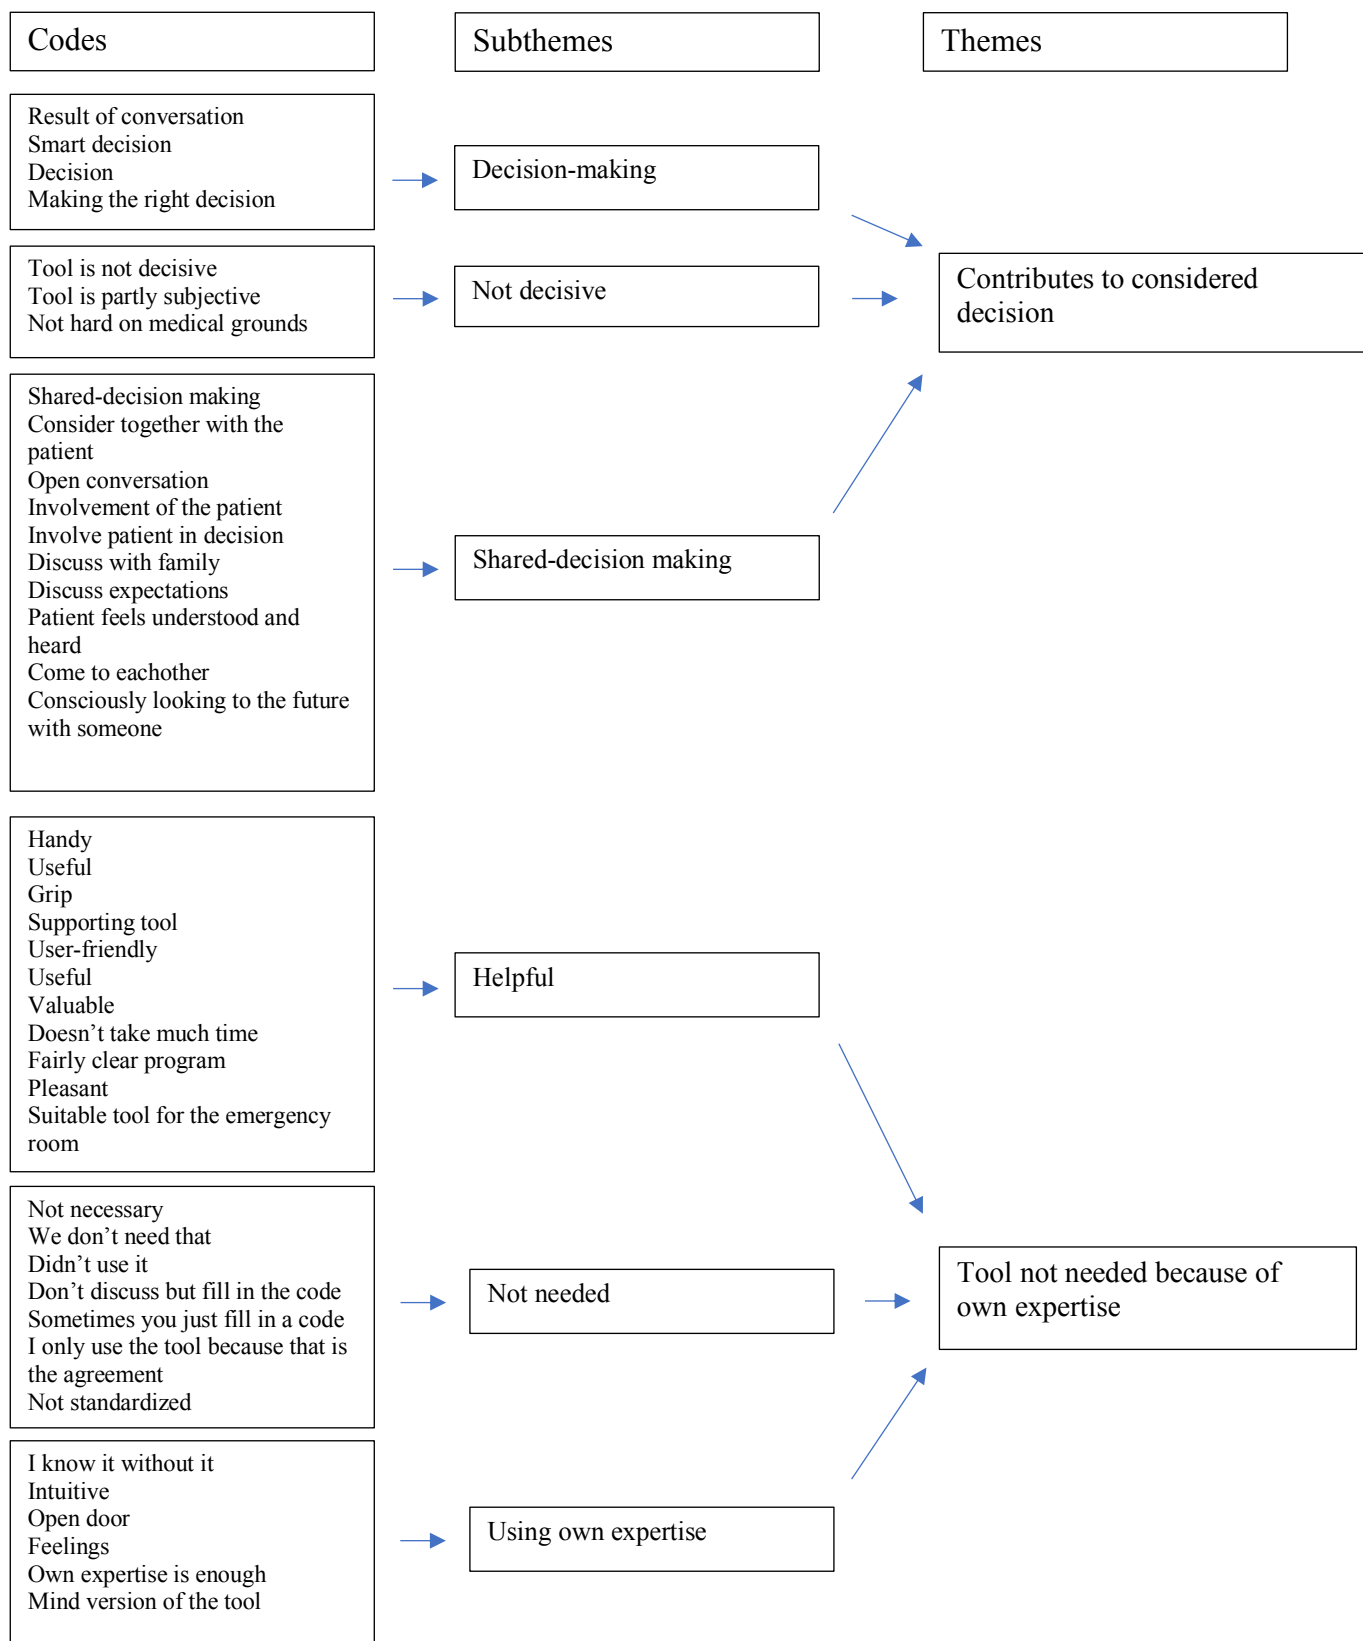 Codes
Subthemes
Themes
Result of conversation
Smart decision
Decision
Making the right decision
Decision-making
Tool is not decisive
Tool is partly subjective
Not hard on medical grounds
Not decisive
Contributes to considered
decision
Shared-decision making
Consider together with the
patient
Open conversation
Involvement of the patient
Involve patient in decision
Discuss with family
Discuss expectations
Patient feels understood and
heard
Come to eachother
Consciously looking to the future
with someone
Shared-decision making
Handy
Useful
Grip
Supporting tool
User-friendly
Useful
Valuable
Doesn’t take much time
Fairly clear program
Pleasant
Suitable tool for the emergency
room
Helpful
Not necessary
We don’t need that
Didn’t use it
Don’t discuss but fill in the code
Sometimes you just fill in a code
I only use the tool because that is
the agreement
Not standardized
Not needed
Tool not needed because of
own expertise
I know it without it
Intuitive
Open door
Feelings
Own expertise is enough
Mind version of the tool
Using own expertise